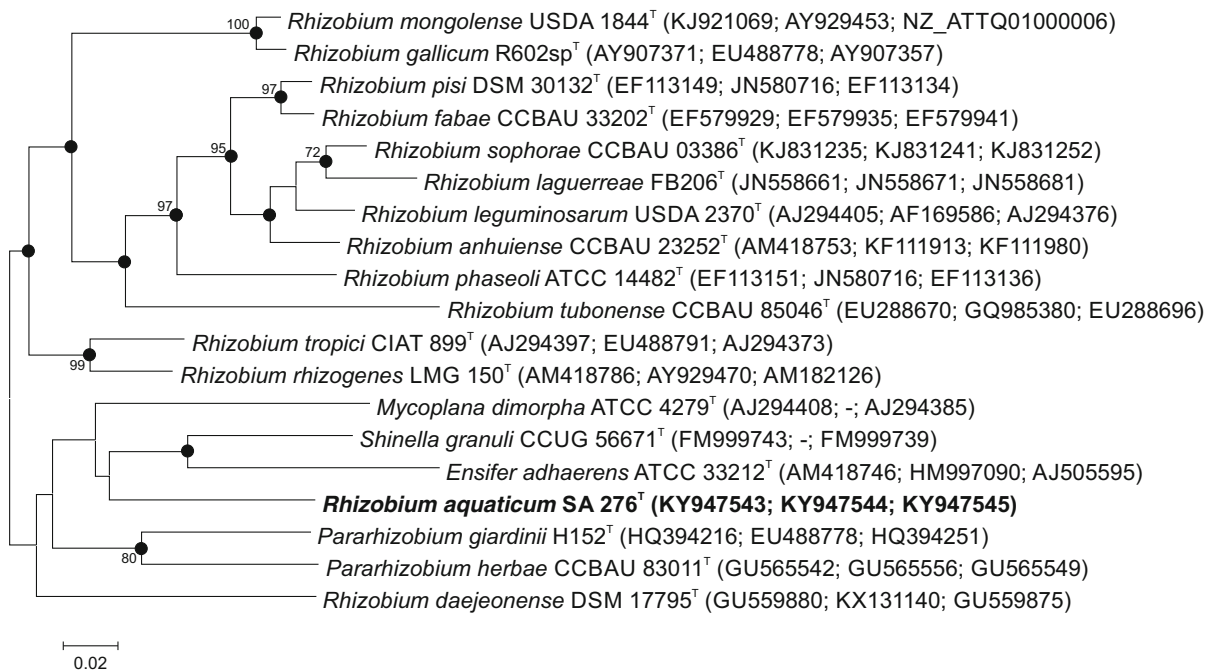 100
Rhizobium mongolense USDA 1844ᵀ (KJ921069; AY929453; NZ_ATTQ01000006)
Rhizobium gallicum R602spᵀ (AY907371; EU488778; AY907357)
97
Rhizobium pisi DSM 30132ᵀ (EF113149; JN580716; EF113134)
Rhizobium fabae CCBAU 33202ᵀ (EF579929; EF579935; EF579941)
95
72
Rhizobium sophorae CCBAU 03386ᵀ (KJ831235; KJ831241; KJ831252)
Rhizobium laguerreae FB206ᵀ (JN558661; JN558671; JN558681)
97
Rhizobium leguminosarum USDA 2370ᵀ (AJ294405; AF169586; AJ294376)
Rhizobium anhuiense CCBAU 23252ᵀ (AM418753; KF111913; KF111980)
Rhizobium phaseoli ATCC 14482ᵀ (EF113151; JN580716; EF113136)
Rhizobium tubonense CCBAU 85046ᵀ (EU288670; GQ985380; EU288696)
Rhizobium tropici CIAT 899ᵀ (AJ294397; EU488791; AJ294373)
99
Rhizobium rhizogenes LMG 150ᵀ (AM418786; AY929470; AM182126)
Mycoplana dimorpha ATCC 4279ᵀ (AJ294408; -; AJ294385)
Shinella granuli CCUG 56671ᵀ (FM999743; -; FM999739)
Ensifer adhaerens ATCC 33212ᵀ (AM418746; HM997090; AJ505595)
Rhizobium aquaticum SA 276ᵀ (KY947543; KY947544; KY947545)
Pararhizobium giardinii H152ᵀ (HQ394216; EU488778; HQ394251)
80
Pararhizobium herbae CCBAU 83011ᵀ (GU565542; GU565556; GU565549)
Rhizobium daejeonense DSM 17795ᵀ (GU559880; KX131140; GU559875)
0.02